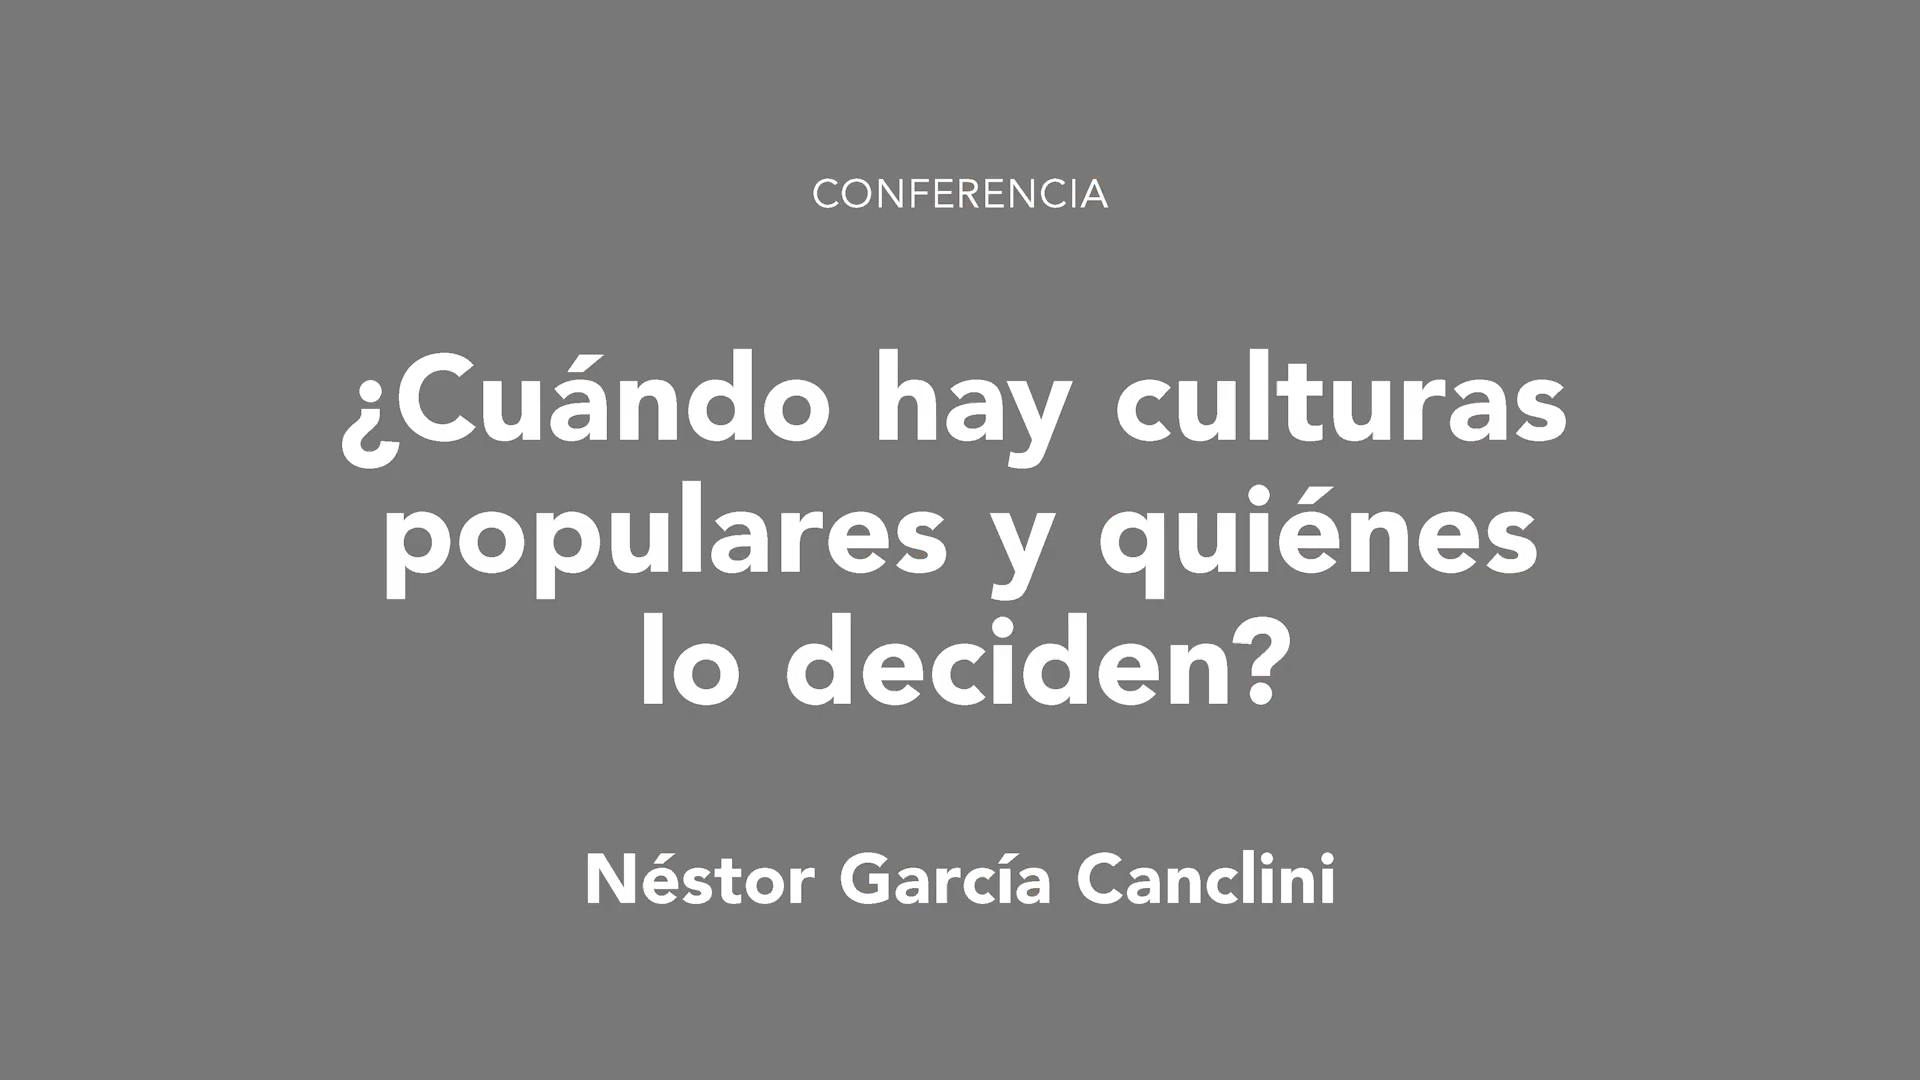 CONFERENCIA
¿Cuándo hay culturas
populares y quiénes
lo deciden?
Néstor García Canclini